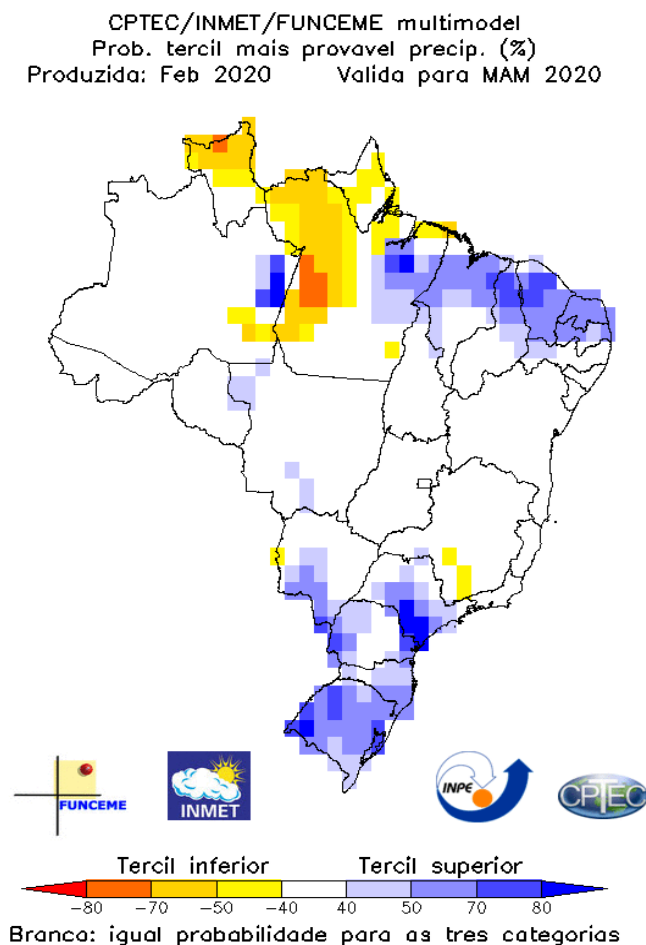 CPTEC/INMET/FUNCEME multimodel
Prob. tercil mais provavel precip. (%)
Produzida: Feb 2020 Valida para MAM 2020
FUNCEME
INMET
INPE
CPTEC
Tercil inferior Tercil superior
-80 -70 -50 -40 40 50 70 80
Branca: igual probabilidade para as tres categorias